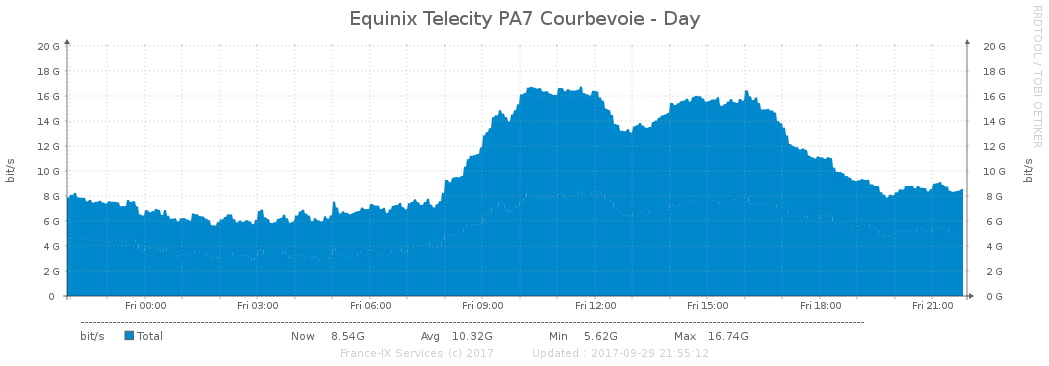 Equinix Telecity PA7 Courbevoie - Day
RRDTOOL / TOBI OETIKER
bit/s
20 G 20 G
18 G 18 G
16 G 16 G
14 G 14 G
12 G 12 G
10 G 10 G
8 G 8 G
6 G 6 G
4 G 4 G
2 G 2 G
0 0 G
bit/s
Fri 00:00 Fri 03:00 Fri 06:00 Fri 09:00 Fri 12:00 Fri 15:00 Fri 18:00 Fri 21:00
bit/s Total Now 8.54G Avg 10.32G Min 5.62G Max 16.74G
France-IX Services (c) 2017 Updated : 2017-09-29 21:55:12